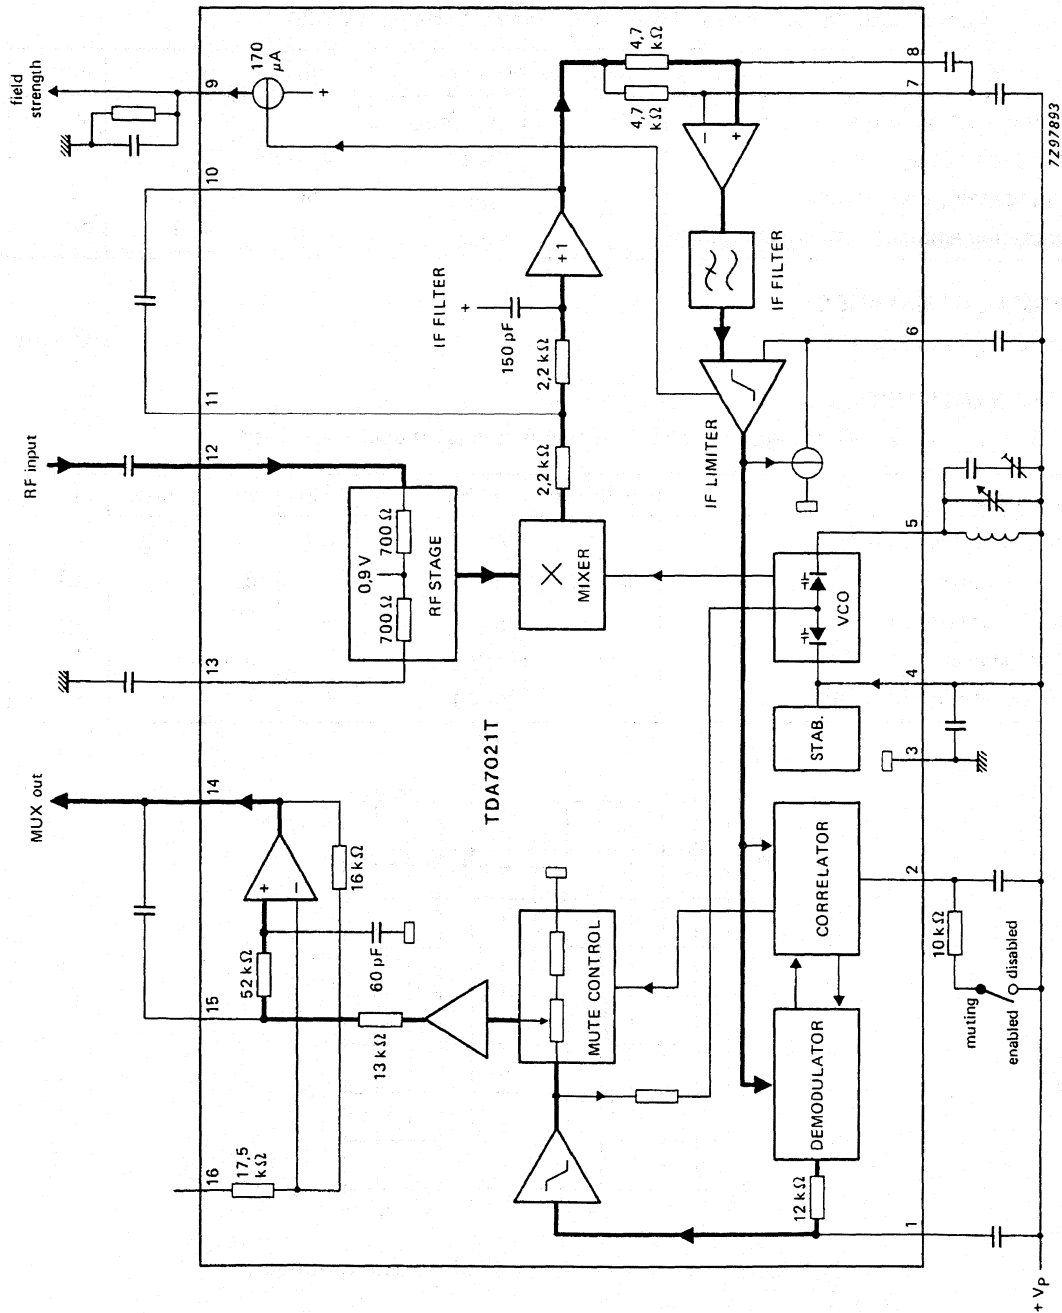 field
strength
170
μA
+
9
4,7
kΩ
8
4,7
kΩ
7
7297893
−
+
10
+1
IF FILTER
+
150 pF
IF FILTER
6
2,2 kΩ
11
RF input
12
2,2 kΩ
IF LIMITER
700 Ω
0,9 V
700 Ω
RF STAGE
MIXER
5
VCO
13
4
STAB.
3
TDA7021T
MUX out
14
+
−
16 kΩ
52 kΩ
60 pF
15
13 kΩ
MUTE CONTROL
CORRELATOR
2
10 kΩ
muting
enabled
disabled
DEMODULATOR
16
17,5
kΩ
12 kΩ
1
+ VP